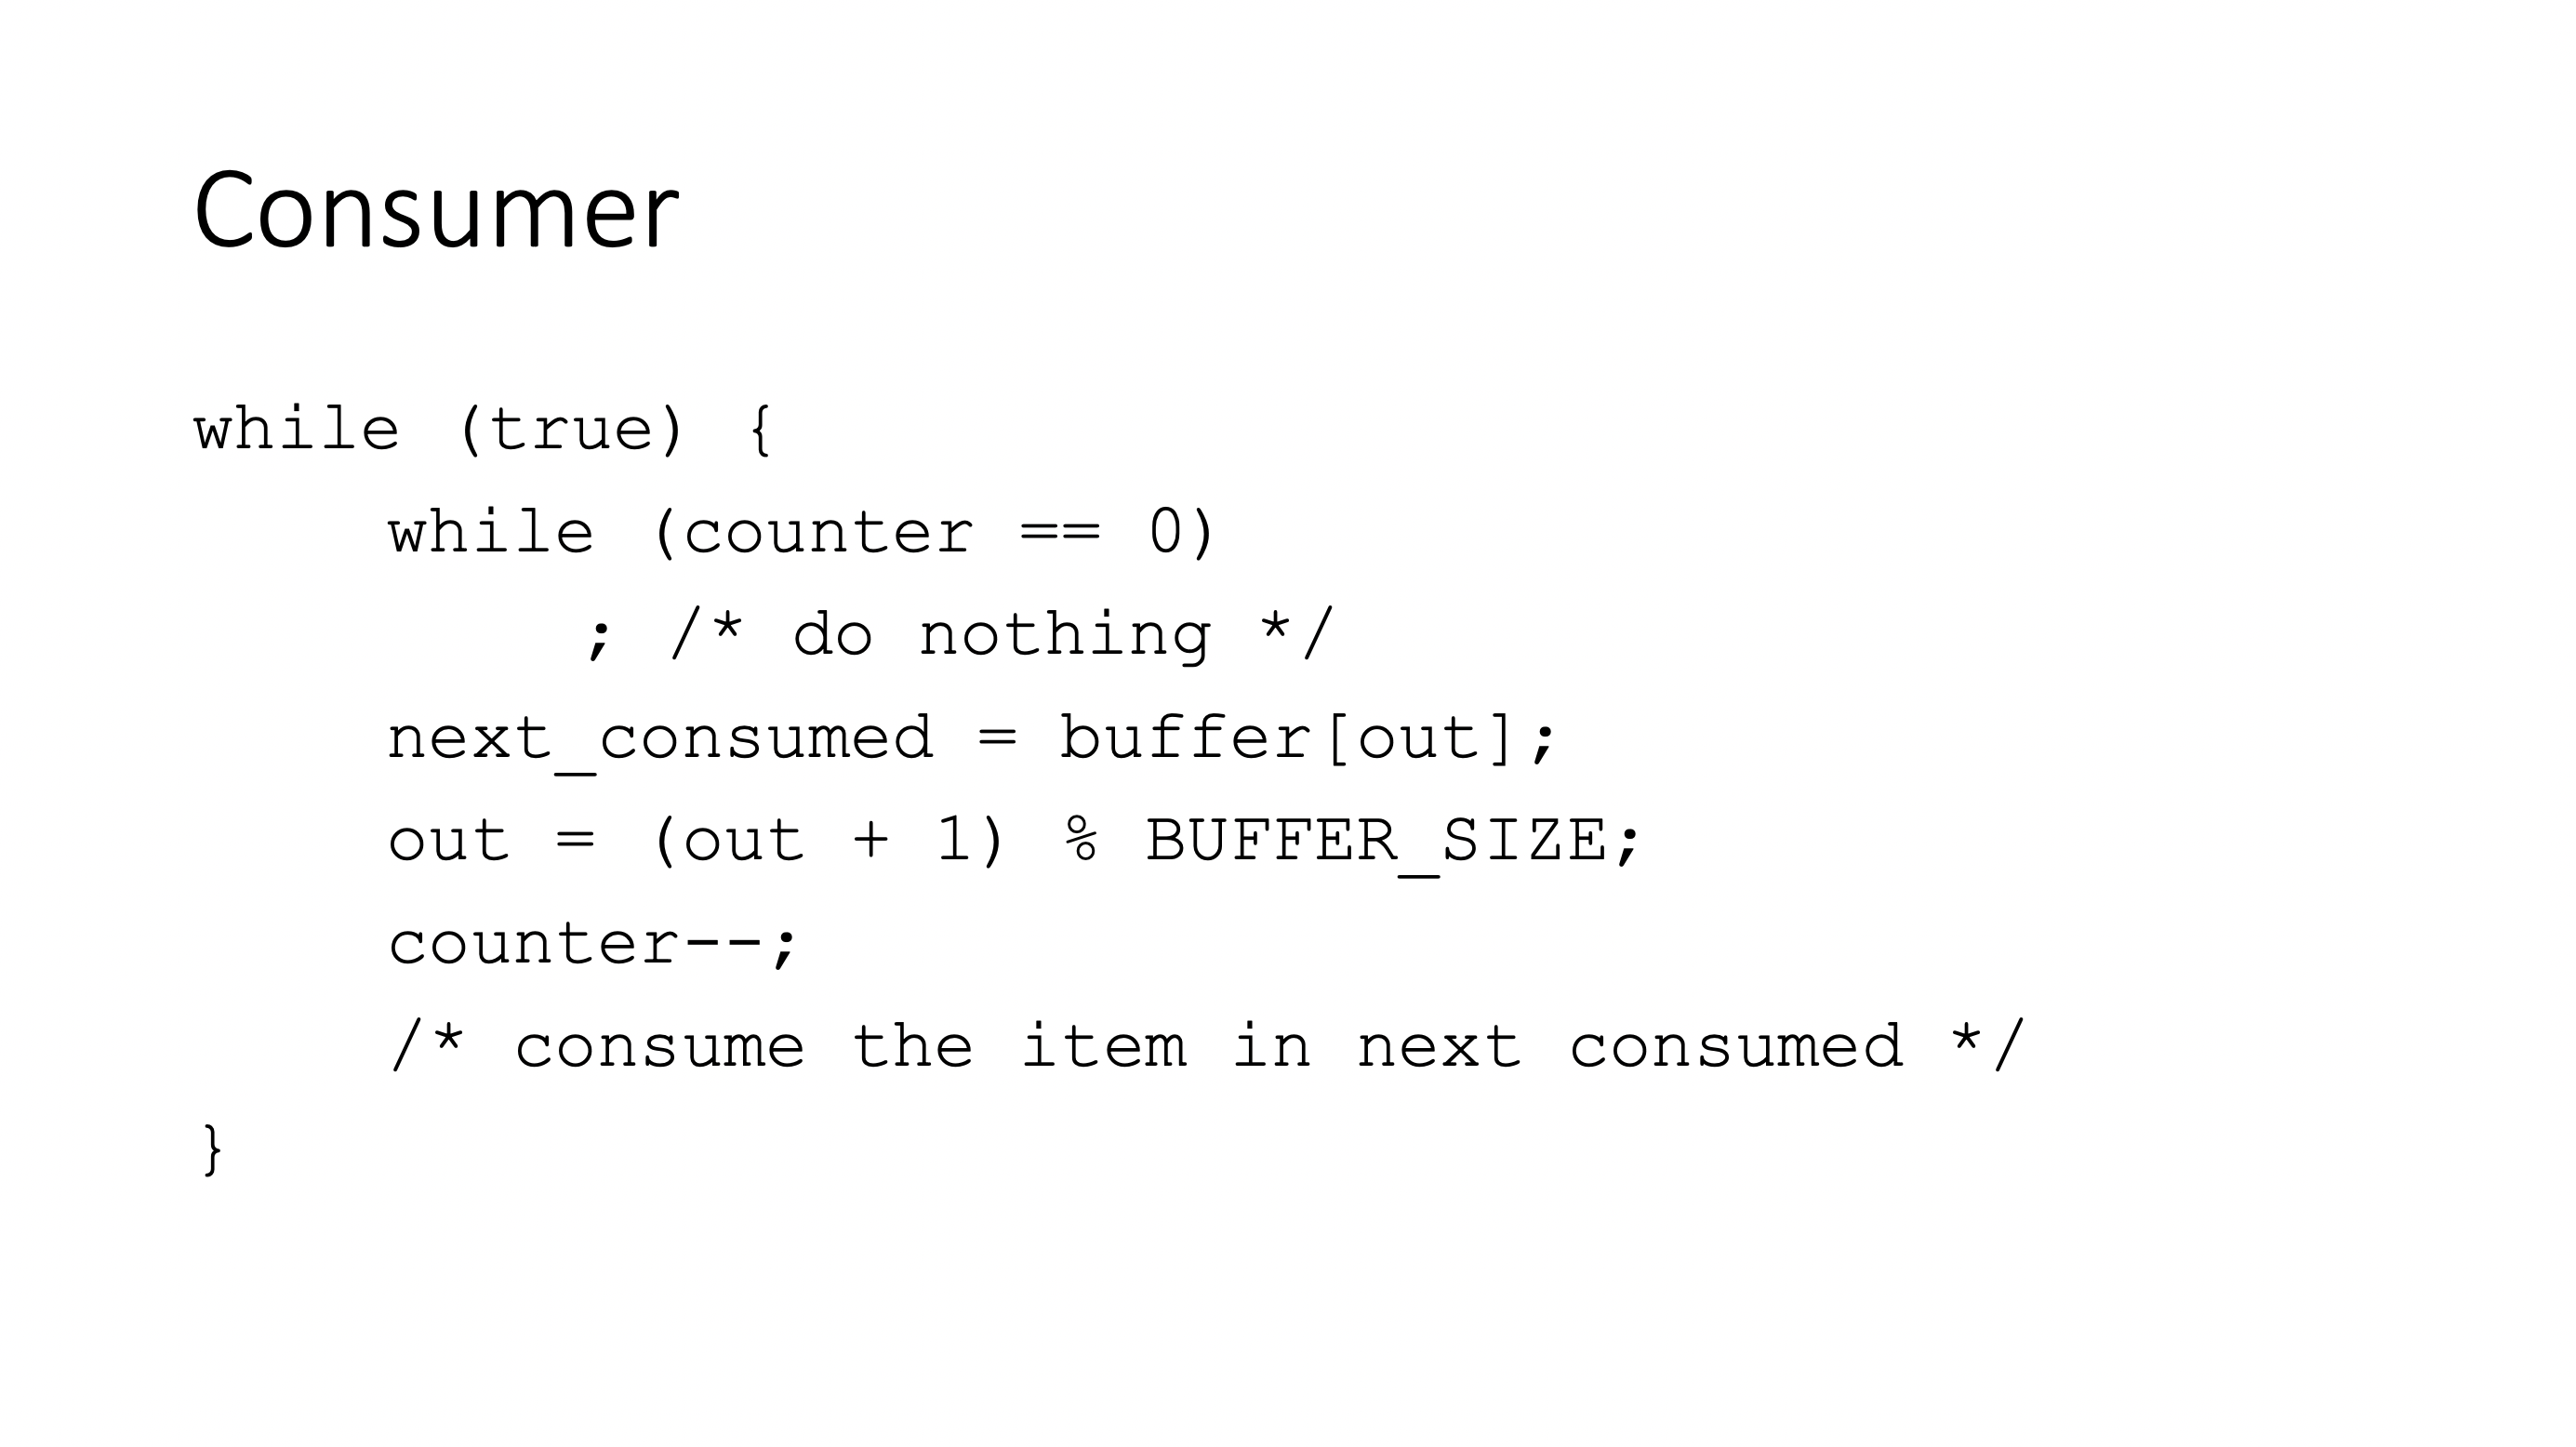 Consumer
while (true) {
while (counter == 0)
; /* do nothing */
next_consumed = buffer[out];
out = (out + 1) % BUFFER_SIZE;
counter--;
/* consume the item in next consumed */
}